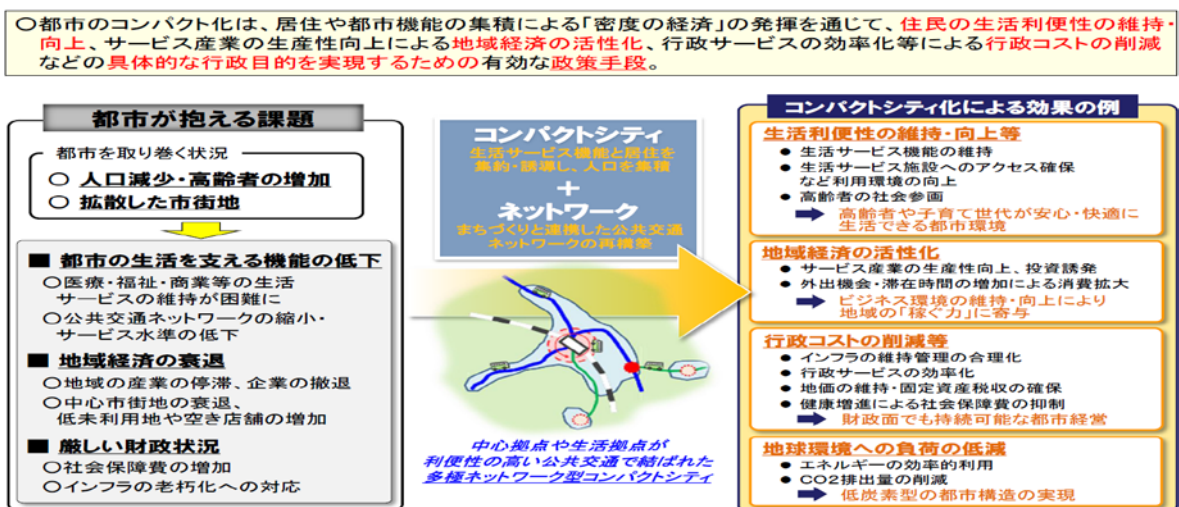 ○都市のコンパクト化は、居住や都市機能の集積による「密度の経済」の発揮を通じて、住民の生活利便性の維持・
向上、サービス産業の生産性向上による地域経済の活性化、行政サービスの効率化等による行政コストの削減
などの具体的な行政目的を実現するための有効な政策手段。
都市が抱える課題
都市を取り巻く状況
○ 人口減少・高齢者の増加
○ 拡散した市街地
■ 都市の生活を支える機能の低下
○医療・福祉・商業等の生活
サービスの維持が困難に
○公共交通ネットワークの縮小・
サービス水準の低下
■ 地域経済の衰退
○地域の産業の停滞、企業の撤退
○中心市街地の衰退、
低未利用地や空き店舗の増加
■ 厳しい財政状況
○社会保障費の増加
○インフラの老朽化への対応
コンパクトシティ
生活サービス機能と居住を
集約・誘導し、人口を集積
+
ネットワーク
まちづくりと連携した公共交通
ネットワークの再構築
中心拠点や生活拠点が
利便性の高い公共交通で結ばれた
多極ネットワーク型コンパクトシティ
コンパクトシティ化による効果の例
生活利便性の維持・向上等
● 生活サービス機能の維持
● 生活サービス施設へのアクセス確保
など利用環境の向上
● 高齢者の社会参画
➡ 高齢者や子育て世代が安心・快適に
生活できる都市環境
地域経済の活性化
● サービス産業の生産性向上、投資誘発
● 外出機会・滞在時間の増加による消費拡大
➡ ビジネス環境の維持・向上により
地域の「稼ぐ力」に寄与
行政コストの削減等
● インフラの維持管理の合理化
● 行政サービスの効率化
● 地価の維持・固定資産税収の確保
● 健康増進による社会保障費の抑制
➡ 財政面でも持続可能な都市経営
地球環境への負荷の低減
● エネルギーの効率的利用
● CO2排出量の削減
➡ 低炭素型の都市構造の実現